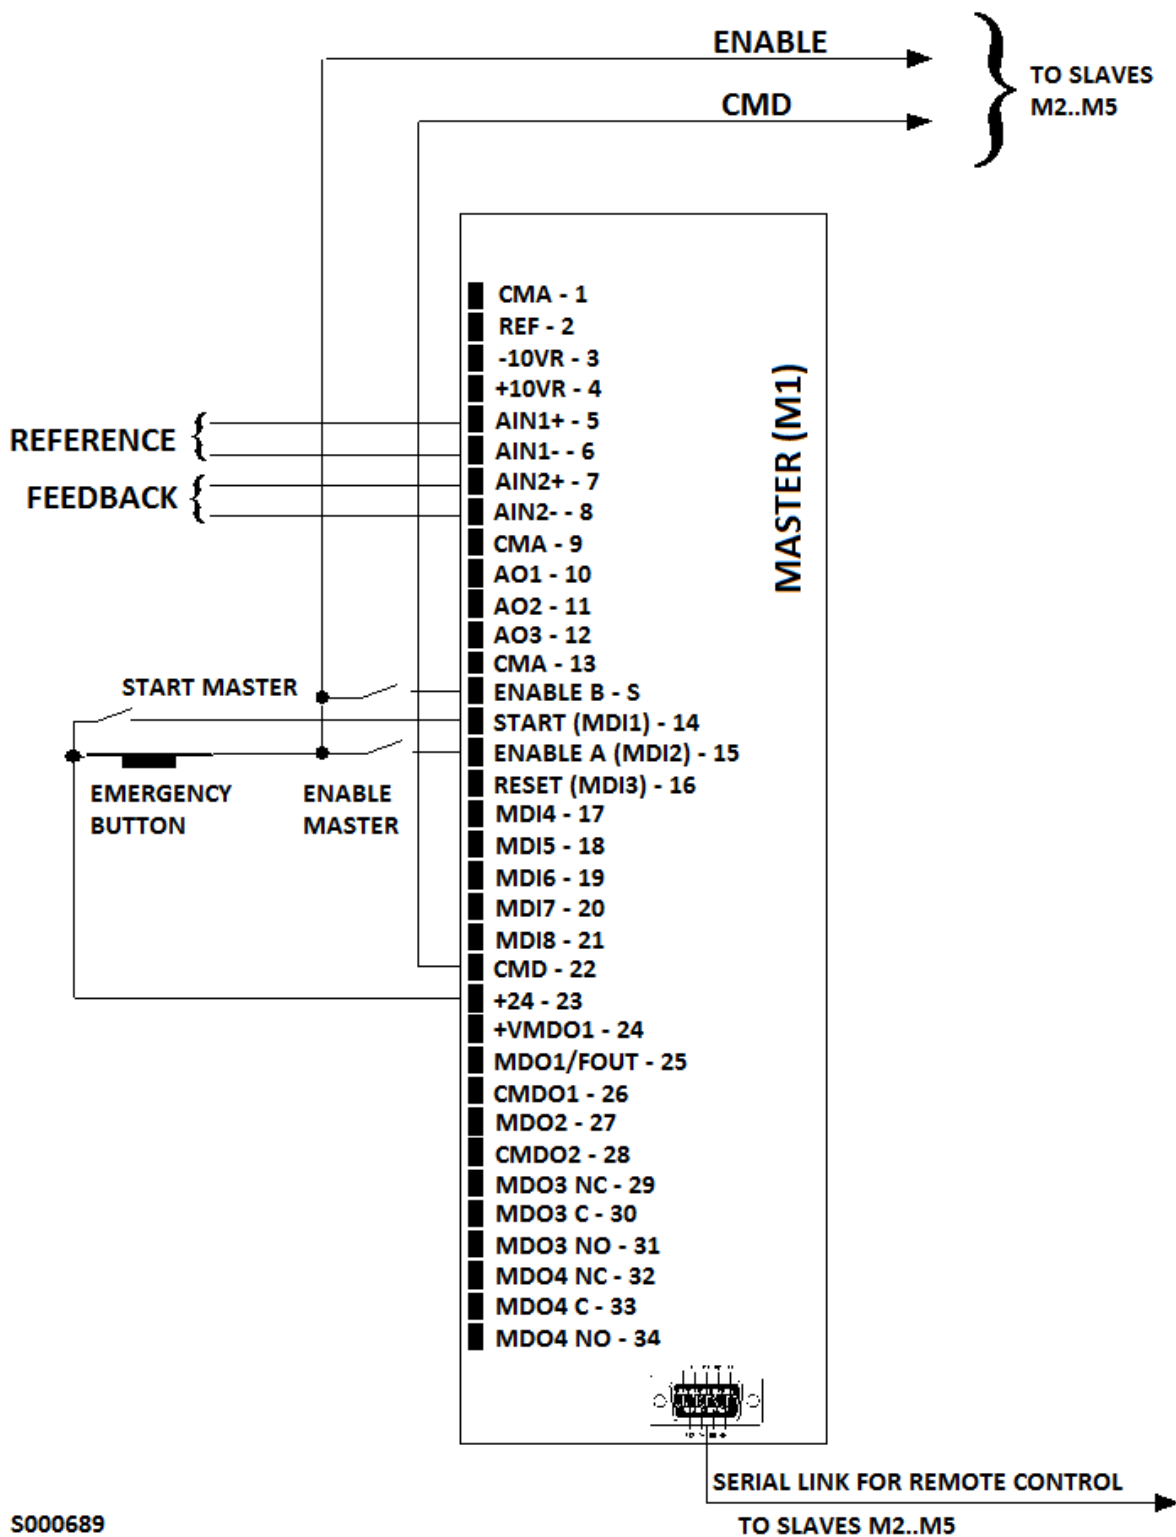 ENABLE
TO SLAVES
M2..M5
CMD
CMA - 1
REF - 2
-10VR - 3
+10VR - 4
MASTER (M1)
REFERENCE
AIN1+ - 5
AIN1- - 6
FEEDBACK
AIN2+ - 7
AIN2- - 8
CMA - 9
AO1 - 10
AO2 - 11
AO3 - 12
CMA - 13
START MASTER
ENABLE B - S
START (MDI1) - 14
ENABLE A (MDI2) - 15
EMERGENCY
BUTTON
ENABLE
MASTER
RESET (MDI3) - 16
MDI4 - 17
MDI5 - 18
MDI6 - 19
MDI7 - 20
MDI8 - 21
CMD - 22
+24 - 23
+VMDO1 - 24
MDO1/FOUT - 25
CMDO1 - 26
MDO2 - 27
CMDO2 - 28
MDO3 NC - 29
MDO3 C - 30
MDO3 NO - 31
MDO4 NC - 32
MDO4 C - 33
MDO4 NO - 34
SERIAL LINK FOR REMOTE CONTROL
TO SLAVES M2..M5
S000689